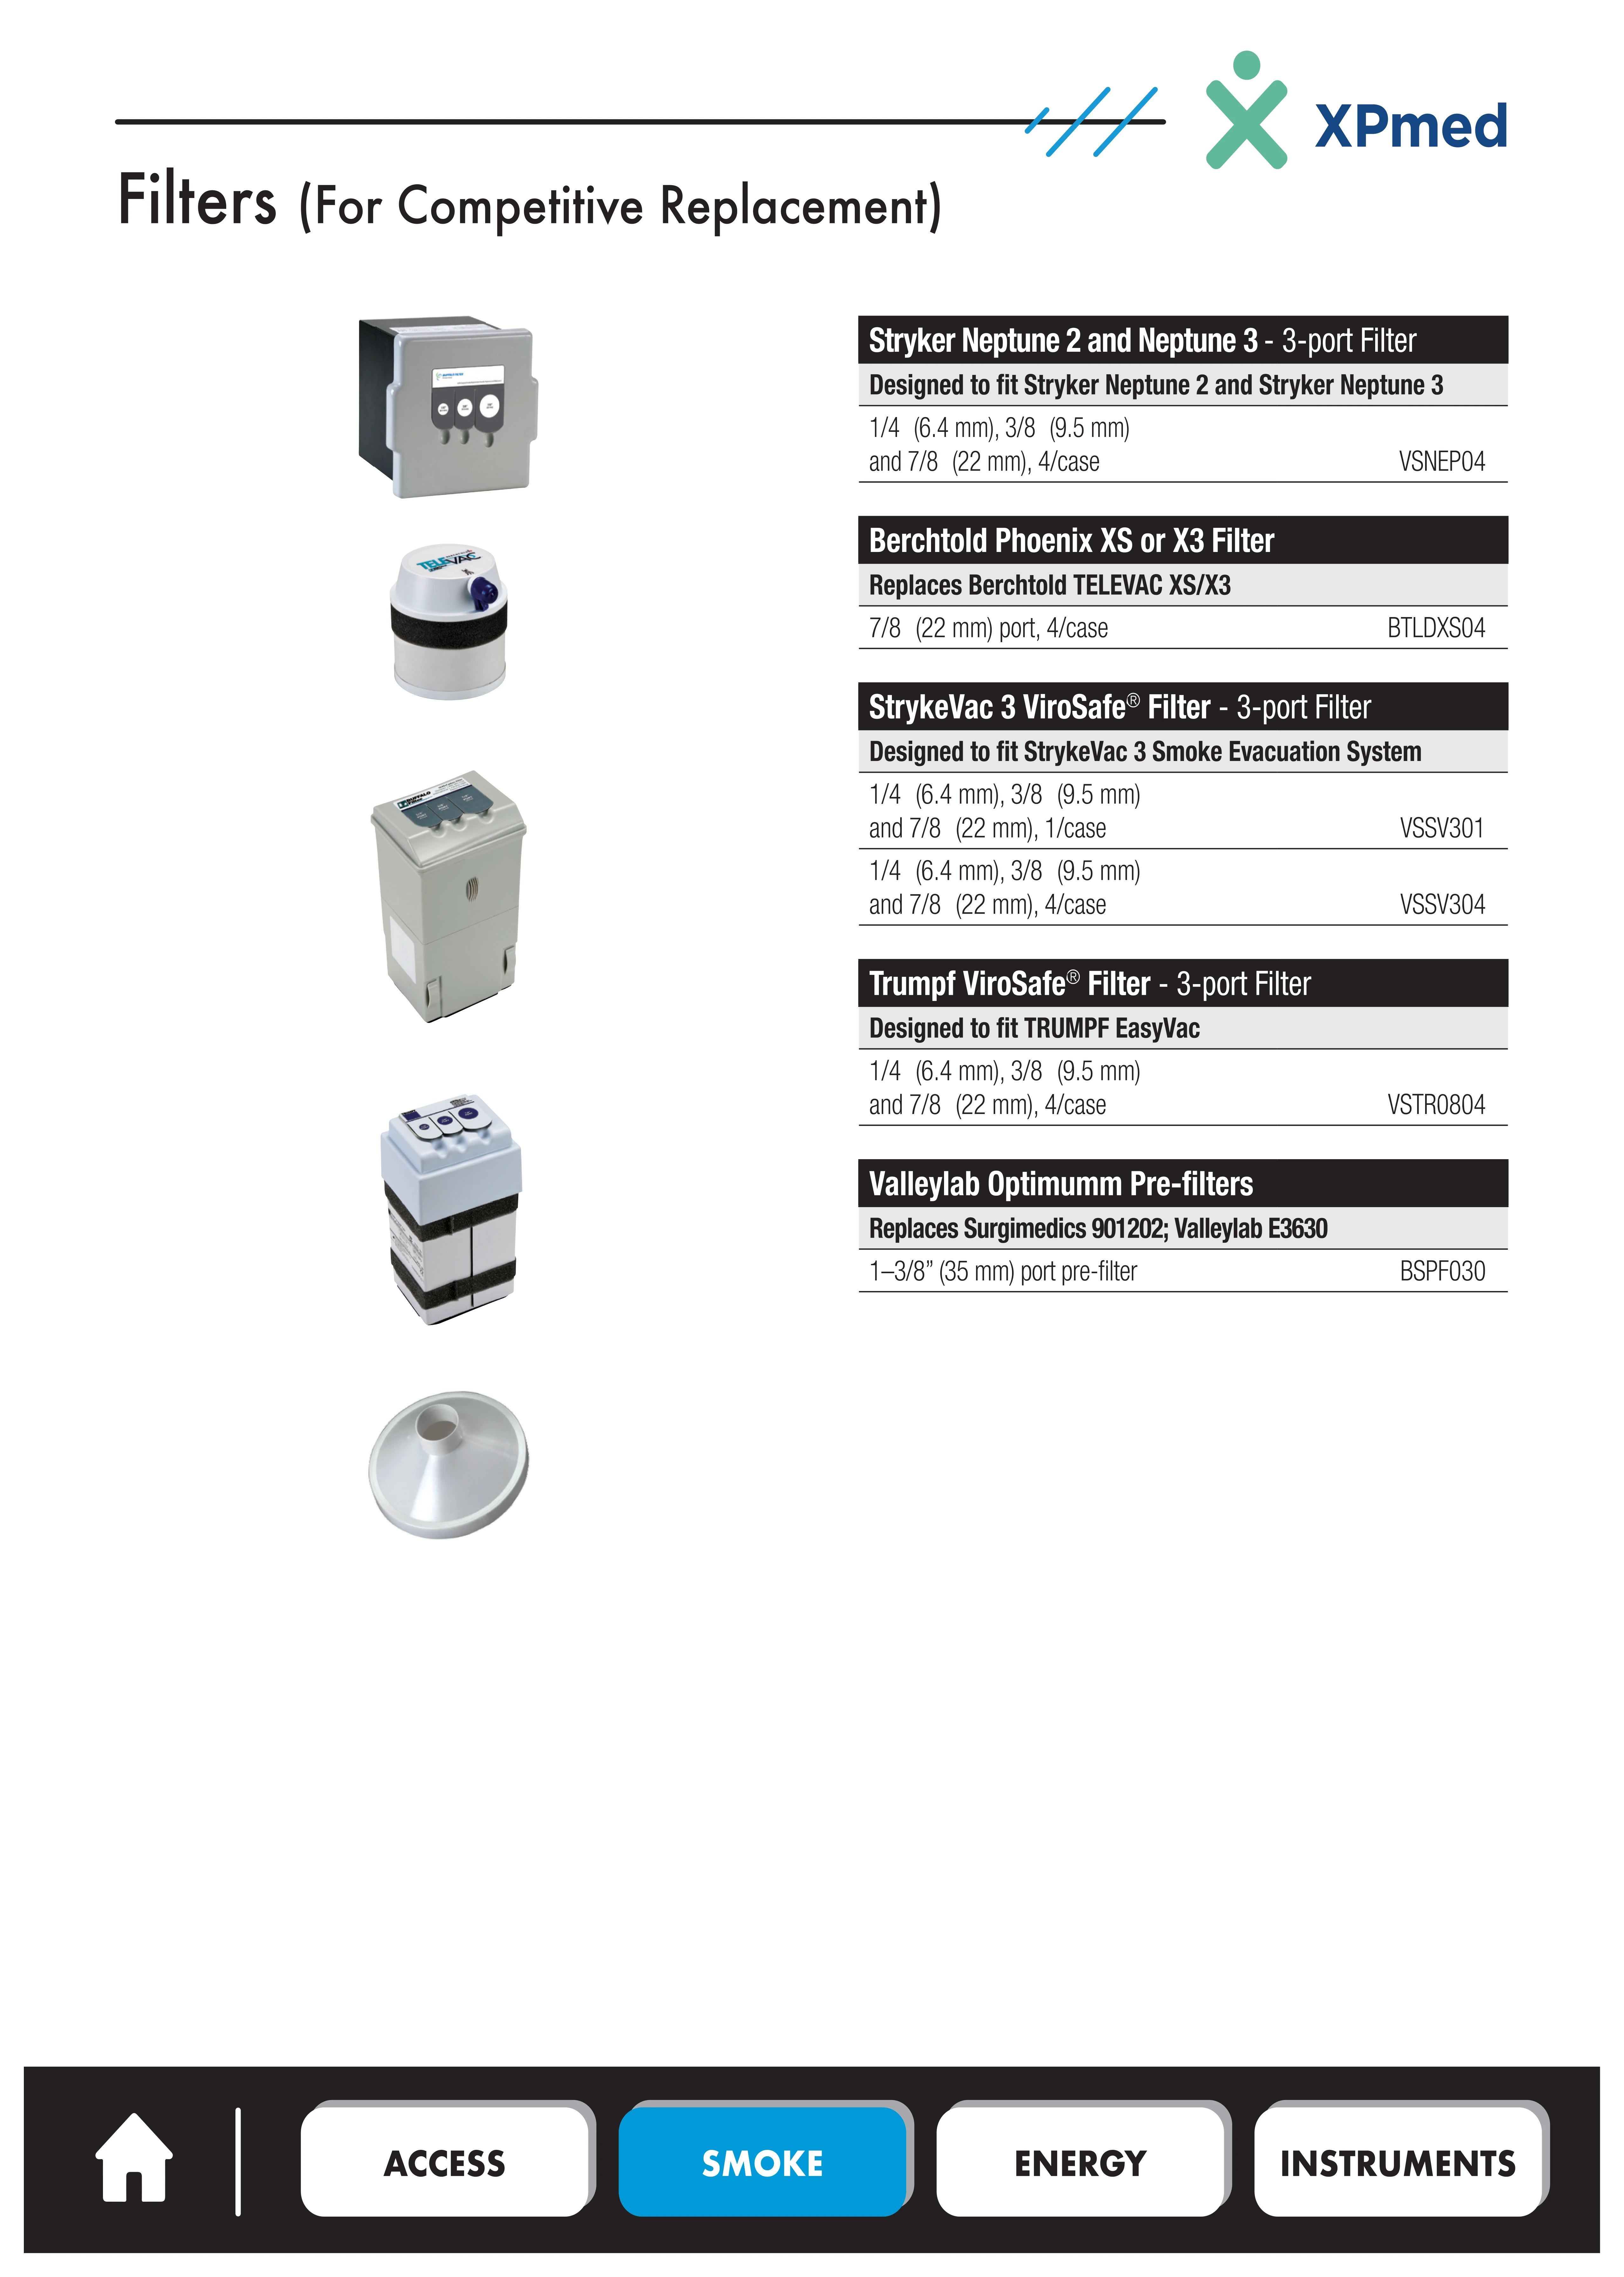 XPmed
Filters (For Competitive Replacement)
Stryker Neptune 2 and Neptune 3 - 3-port Filter
Designed to fit Stryker Neptune 2 and Stryker Neptune 3
1/4 (6.4 mm), 3/8 (9.5 mm)
and 7/8 (22 mm), 4/case VSNEP04
TELEVAC
Berchtold Phoenix XS or X3 Filter
Replaces Berchtold TELEVAC XS/X3
7/8 (22 mm) port, 4/case BTLDXS04
StrykeVac 3 ViroSafe® Filter - 3-port Filter
Designed to fit StrykeVac 3 Smoke Evacuation System
1/4 (6.4 mm), 3/8 (9.5 mm)
and 7/8 (22 mm), 1/case VSSV301
1/4 (6.4 mm), 3/8 (9.5 mm)
and 7/8 (22 mm), 4/case VSSV304
Trumpf ViroSafe® Filter - 3-port Filter
Designed to fit TRUMPF EasyVac
1/4 (6.4 mm), 3/8 (9.5 mm)
and 7/8 (22 mm), 4/case VSTR0804
Valleylab Optimumm Pre-filters
Replaces Surgimedics 901202; Valleylab E3630
1–3/8” (35 mm) port pre-filter BSPF030
ACCESS
SMOKE
ENERGY
INSTRUMENTS